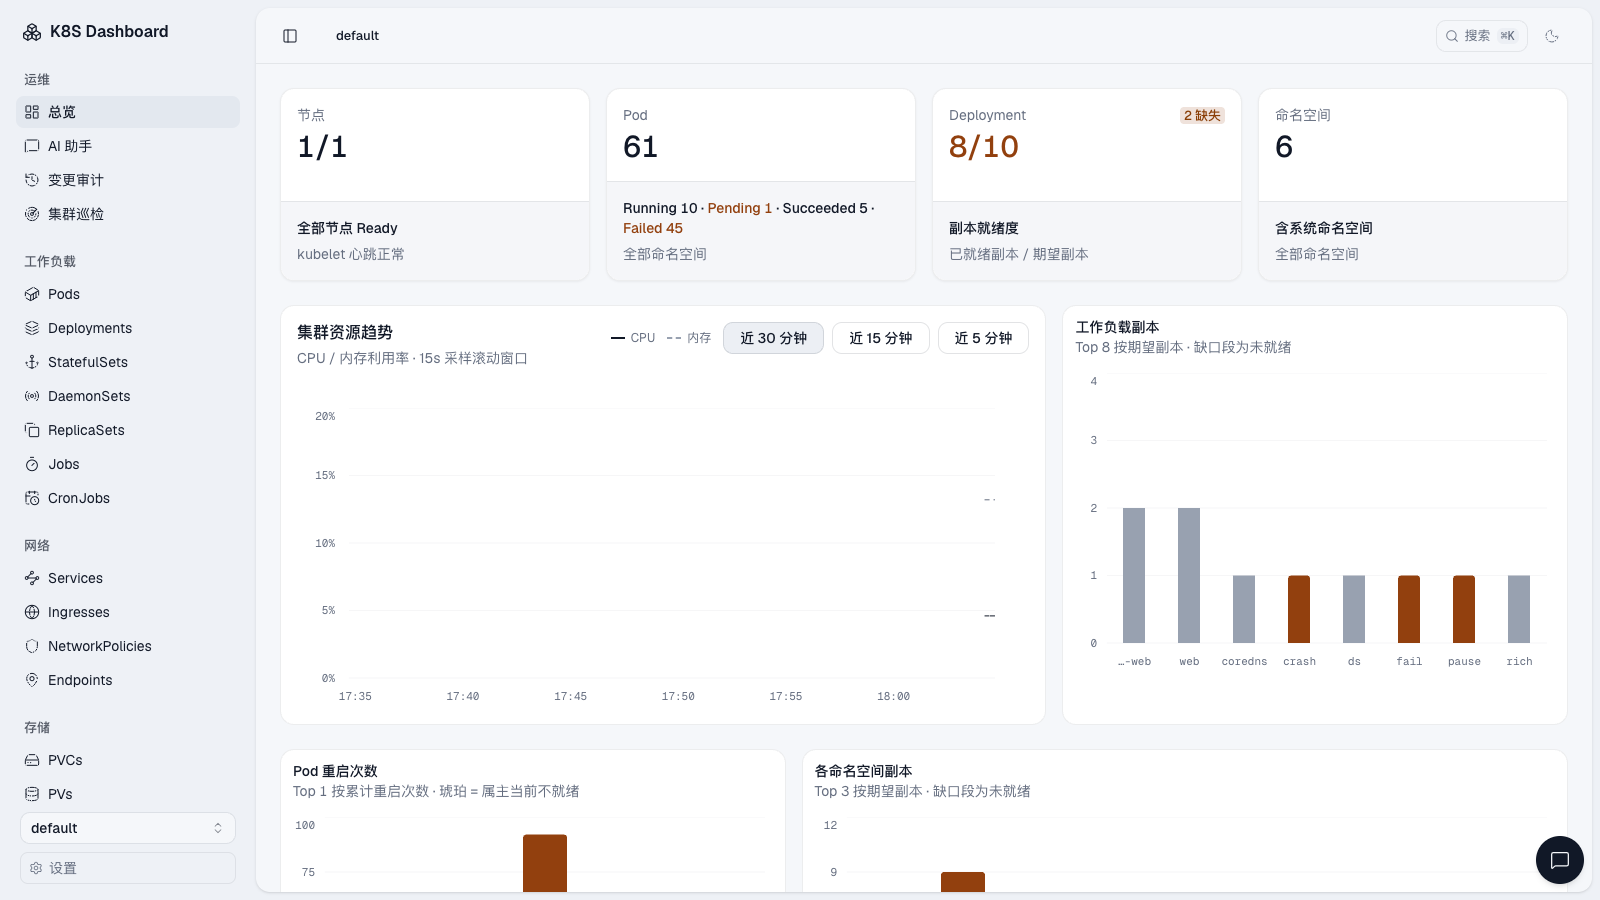 K8S Dashboard
运维
总览
AI 助手
变更审计
集群巡检
工作负载
Pods
Deployments
StatefulSets
DaemonSets
ReplicaSets
Jobs
CronJobs
网络
Services
Ingresses
NetworkPolicies
Endpoints
存储
PVCs
PVs
default
设置
default
搜索 ⌘K
节点
1/1
全部节点 Ready
kubelet 心跳正常
Pod
61
Running 10 · Pending 1 · Succeeded 5 ·
Failed 45
全部命名空间
Deployment
2 缺失
8/10
副本就绪度
已就绪副本 / 期望副本
命名空间
6
含系统命名空间
全部命名空间
集群资源趋势
CPU / 内存利用率 · 15s 采样滚动窗口
CPU
内存
近 30 分钟
近 15 分钟
近 5 分钟
20%
15%
10%
5%
0%
17:35 17:40 17:45 17:50 17:55 18:00
工作负载副本
Top 8 按期望副本 · 缺口段为未就绪
4
3
2
1
0
…-web web coredns crash ds fail pause rich
Pod 重启次数
Top 1 按累计重启次数 · 琥珀 = 属主当前不就绪
100
75
各命名空间副本
Top 3 按期望副本 · 缺口段为未就绪
12
9